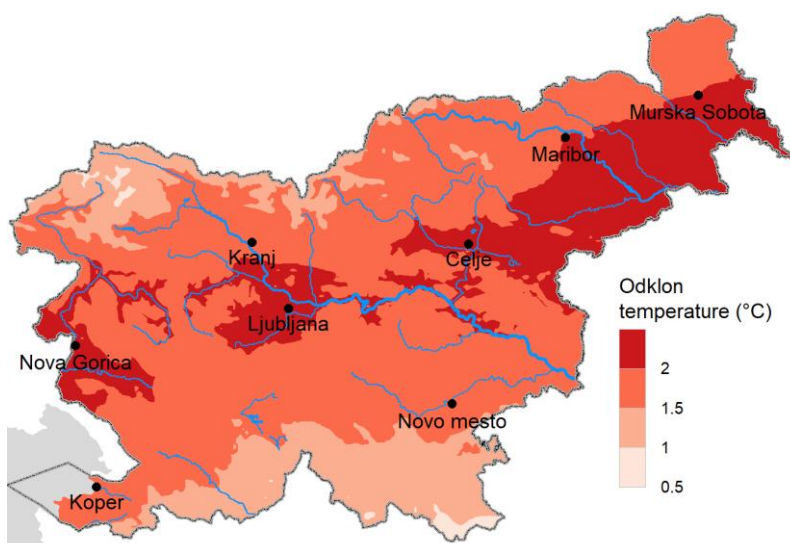 Murska Sobota
Maribor
Kranj
Celje
Ljubljana
Nova Gorica
Novo mesto
Koper
Odklon
temperature (°C)
2
1.5
1
0.5